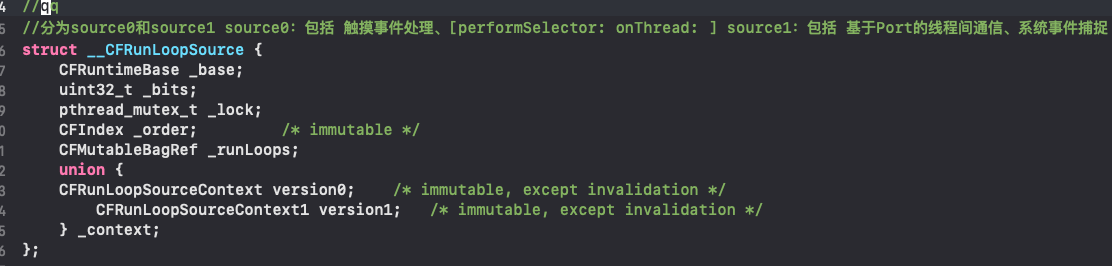 4 //qq
5 //分为source0和source1 source0：包括 触摸事件处理、[performSelector: onThread: ] source1：包括 基于Port的线程间通信、系统事件捕捉
6 struct __CFRunLoopSource {
7 CFRuntimeBase _base;
8 uint32_t _bits;
9 pthread_mutex_t _lock;
0 CFIndex _order; /* immutable */
1 CFMutableBagRef _runLoops;
2 union {
3 CFRunLoopSourceContext version0; /* immutable, except invalidation */
4 CFRunLoopSourceContext1 version1; /* immutable, except invalidation */
5 } _context;
6 };